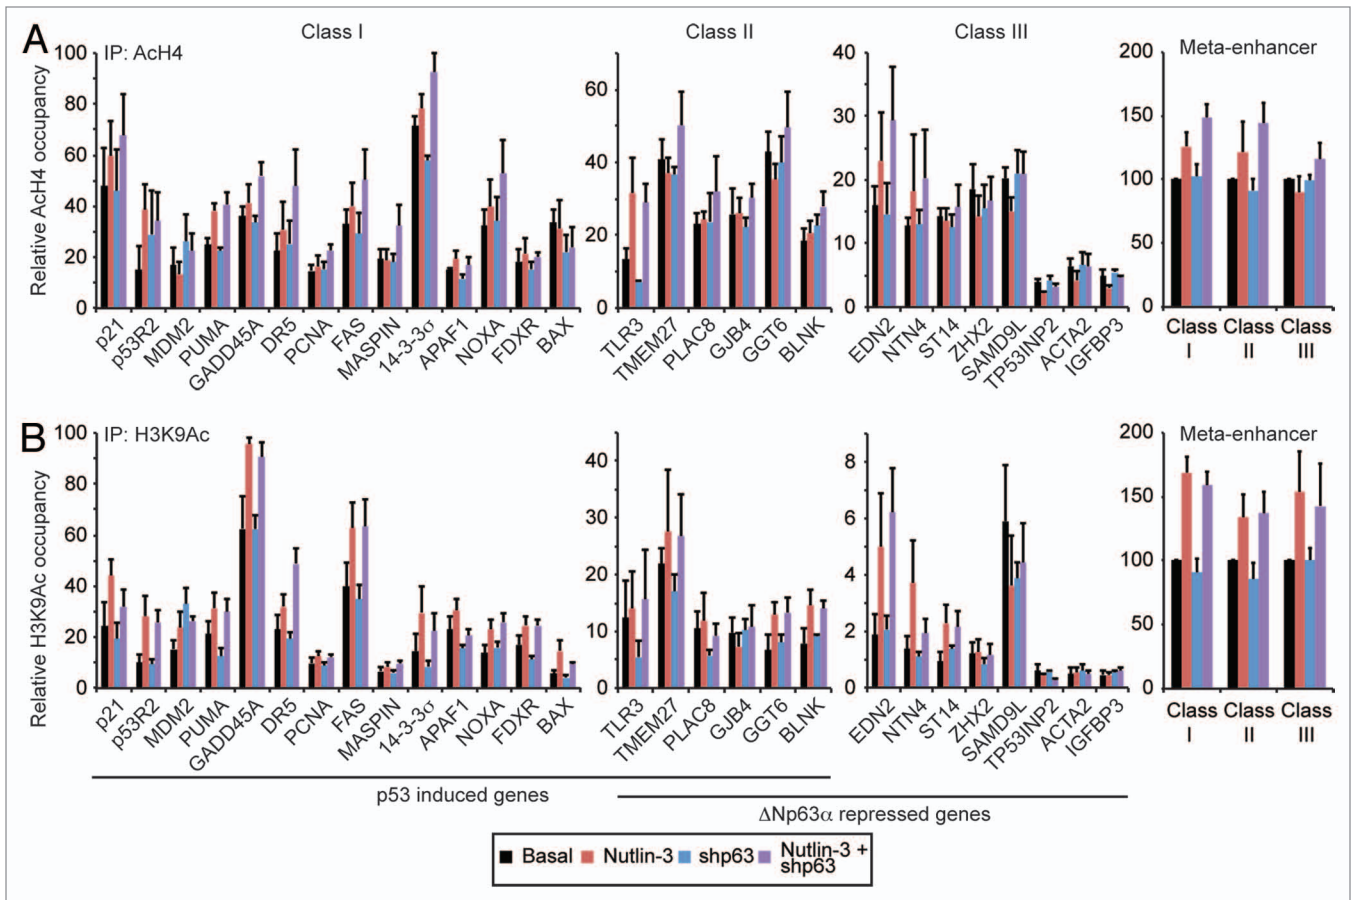 A
Class I
Class II
Class III
IP: AcH4
Meta-enhancer
Relative AcH4 occupancy
100
80
60
40
20
0
60
40
20
0
40
30
20
10
0
200
150
100
50
0
p21
p53R2
MDM2
PUMA
GADD45A
DR5
PCNA
FAS
MASPIN
14-3-3σ
APAF1
NOXA
FDXR
BAX
TLR3
TMEM27
PLAC8
GJB4
GGT6
BLNK
EDN2
NTN4
ST14
ZHX2
SAMD9L
TP53INP2
ACTA2
IGFBP3
Class Class Class
I II III
B
IP: H3K9Ac
Meta-enhancer
Relative H3K9Ac occupancy
100
80
60
40
20
0
40
30
20
10
0
8
6
4
2
0
200
150
100
50
0
p21
p53R2
MDM2
PUMA
GADD45A
DR5
PCNA
FAS
MASPIN
14-3-3σ
APAF1
NOXA
FDXR
BAX
TLR3
TMEM27
PLAC8
GJB4
GGT6
BLNK
EDN2
NTN4
ST14
ZHX2
SAMD9L
TP53INP2
ACTA2
IGFBP3
Class Class Class
I II III
p53 induced genes
ΔNp63α repressed genes
Basal Nutlin-3 shp63 Nutlin-3 +
shp63